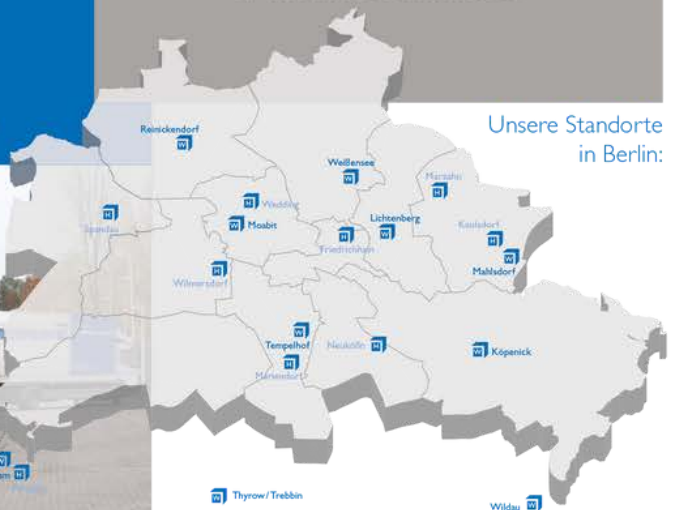 Unsere Standorte
in Berlin:
Reinickendorf
W
Weißensee
W
Marzahn
H
H Wedding
W Moabit
H
Spandau
Lichtenberg
W
H
Friedrichhain
Kaulsdorf
H
W
Mahlsdorf
H
Wilmersdorf
W
Tempelhof
H
Mariendorf
Neukölln H
W Köpenick
W
H
W Thyrow / Trebbin
Wildau W